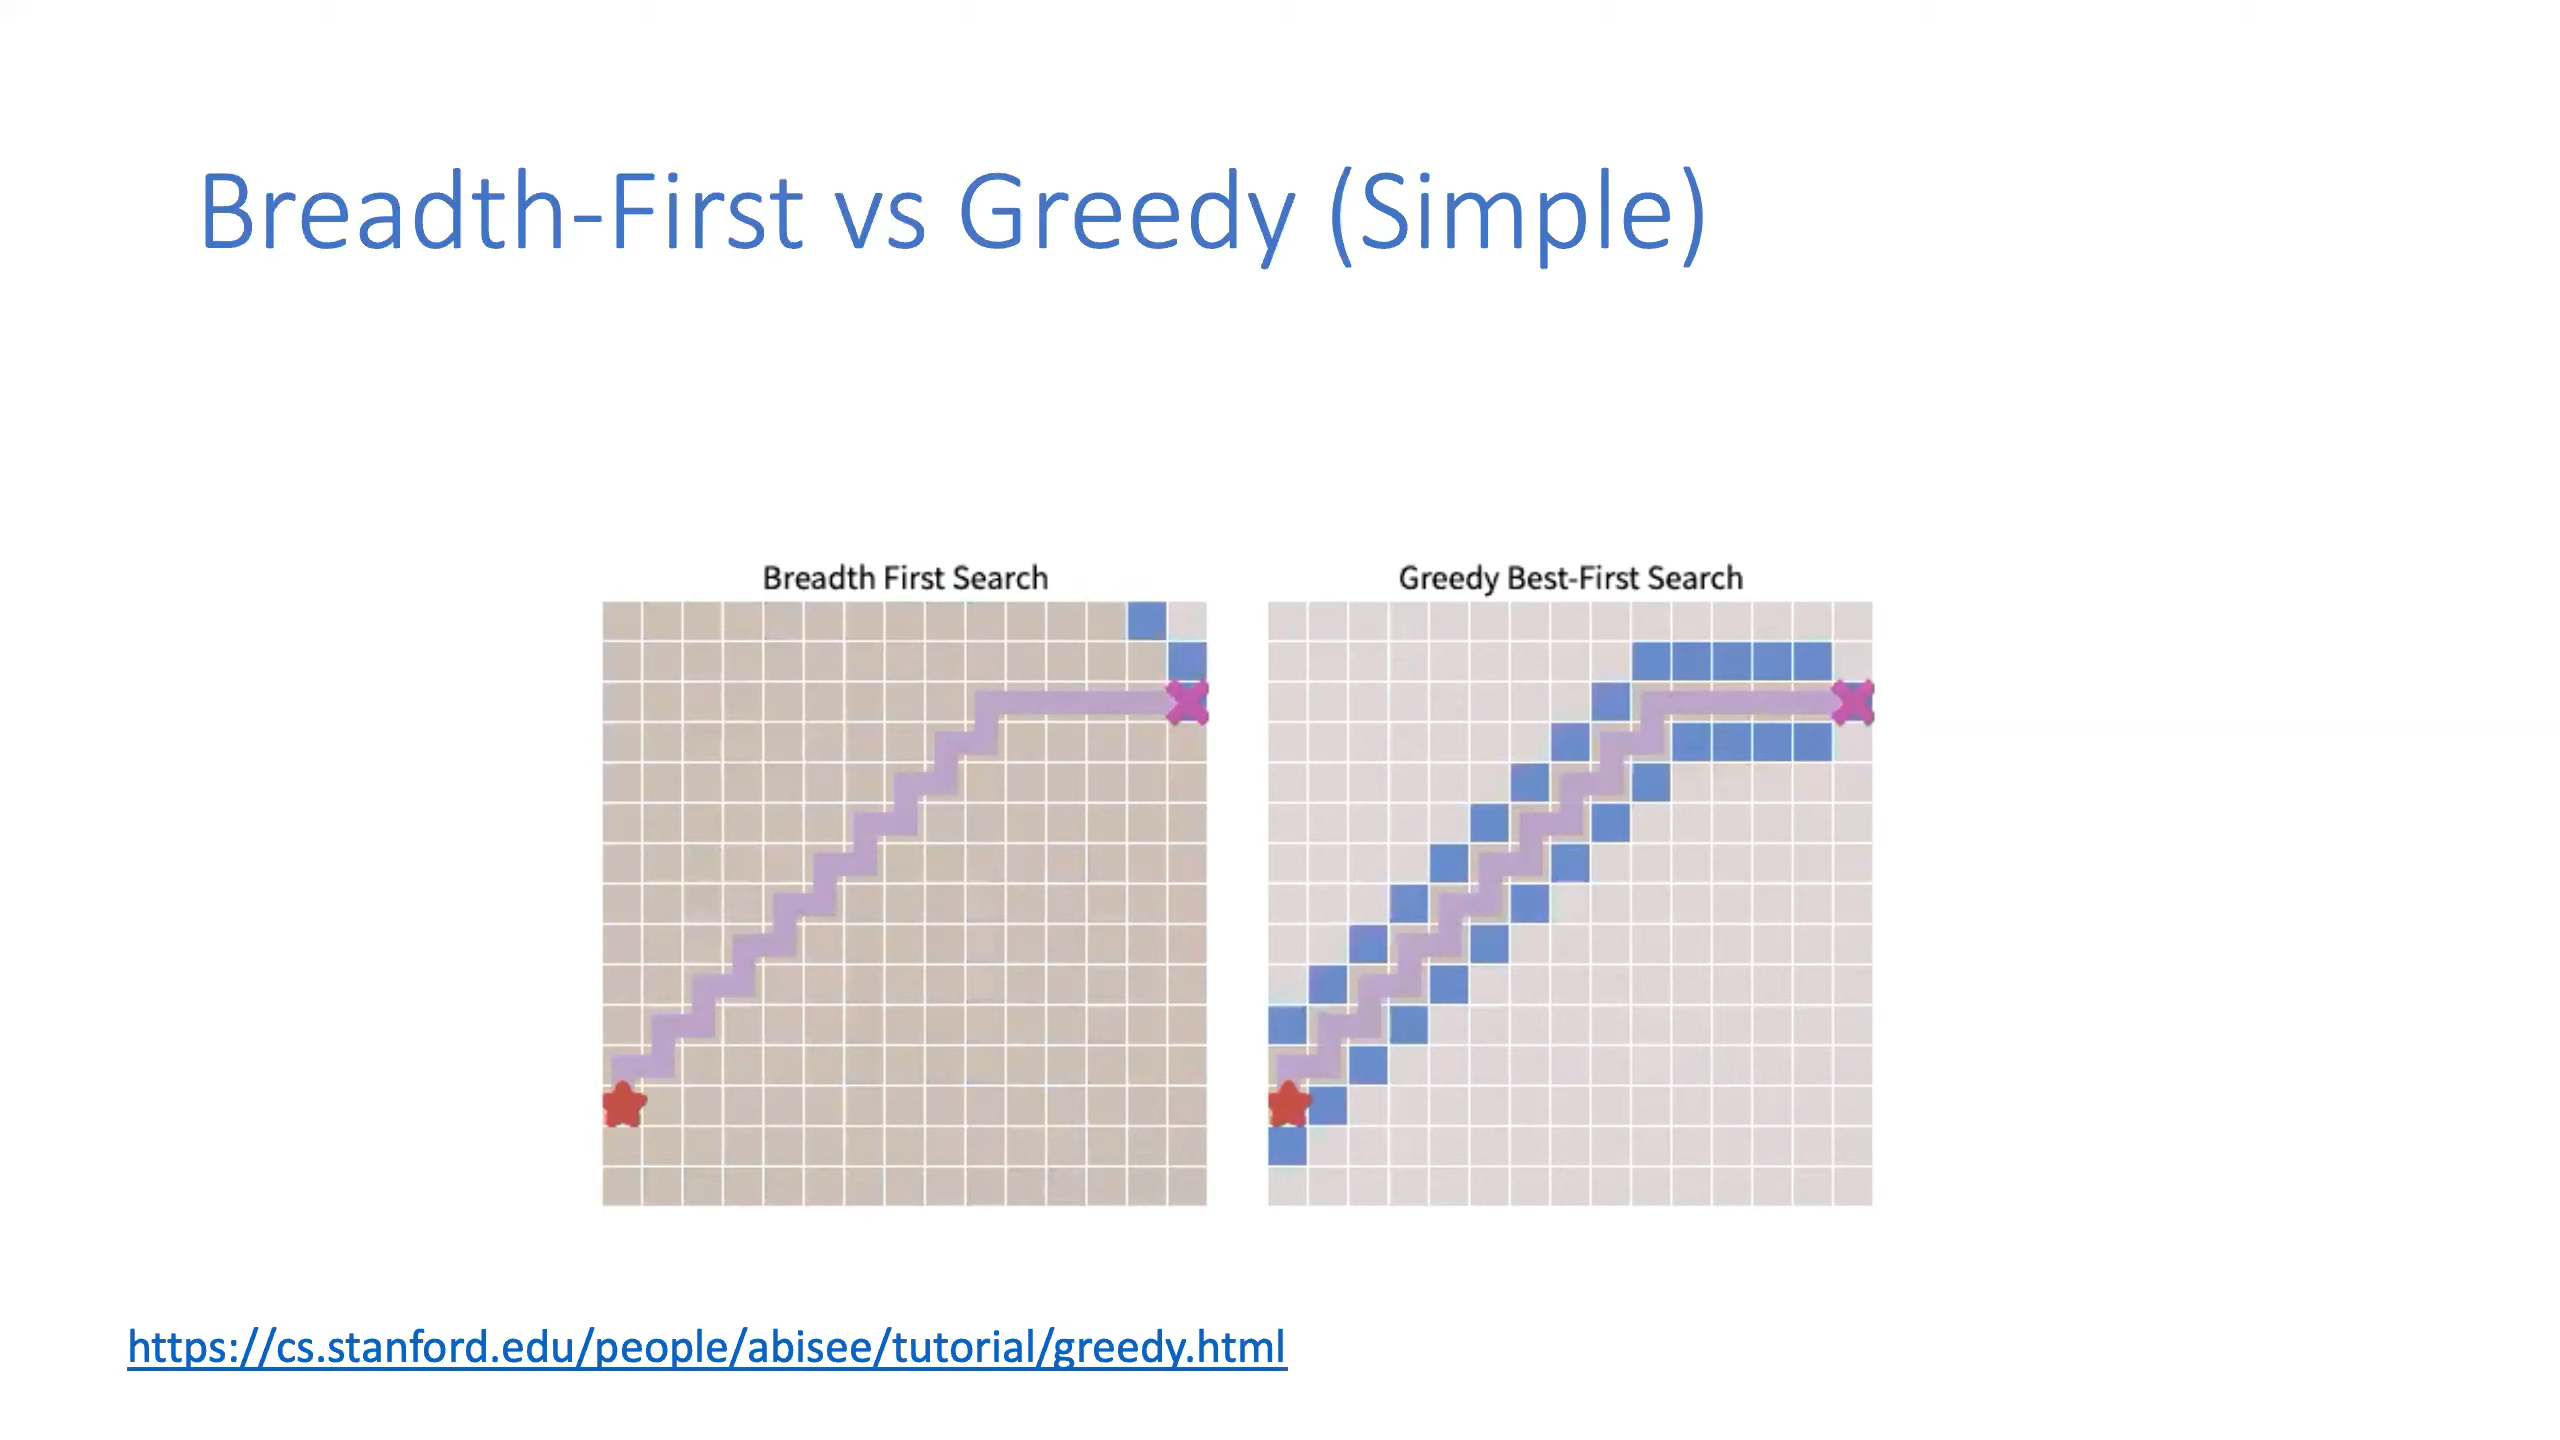 Breadth-First vs Greedy (Simple)
Breadth First Search
Greedy Best-First Search
https://cs.stanford.edu/people/abisee/tutorial/greedy.html